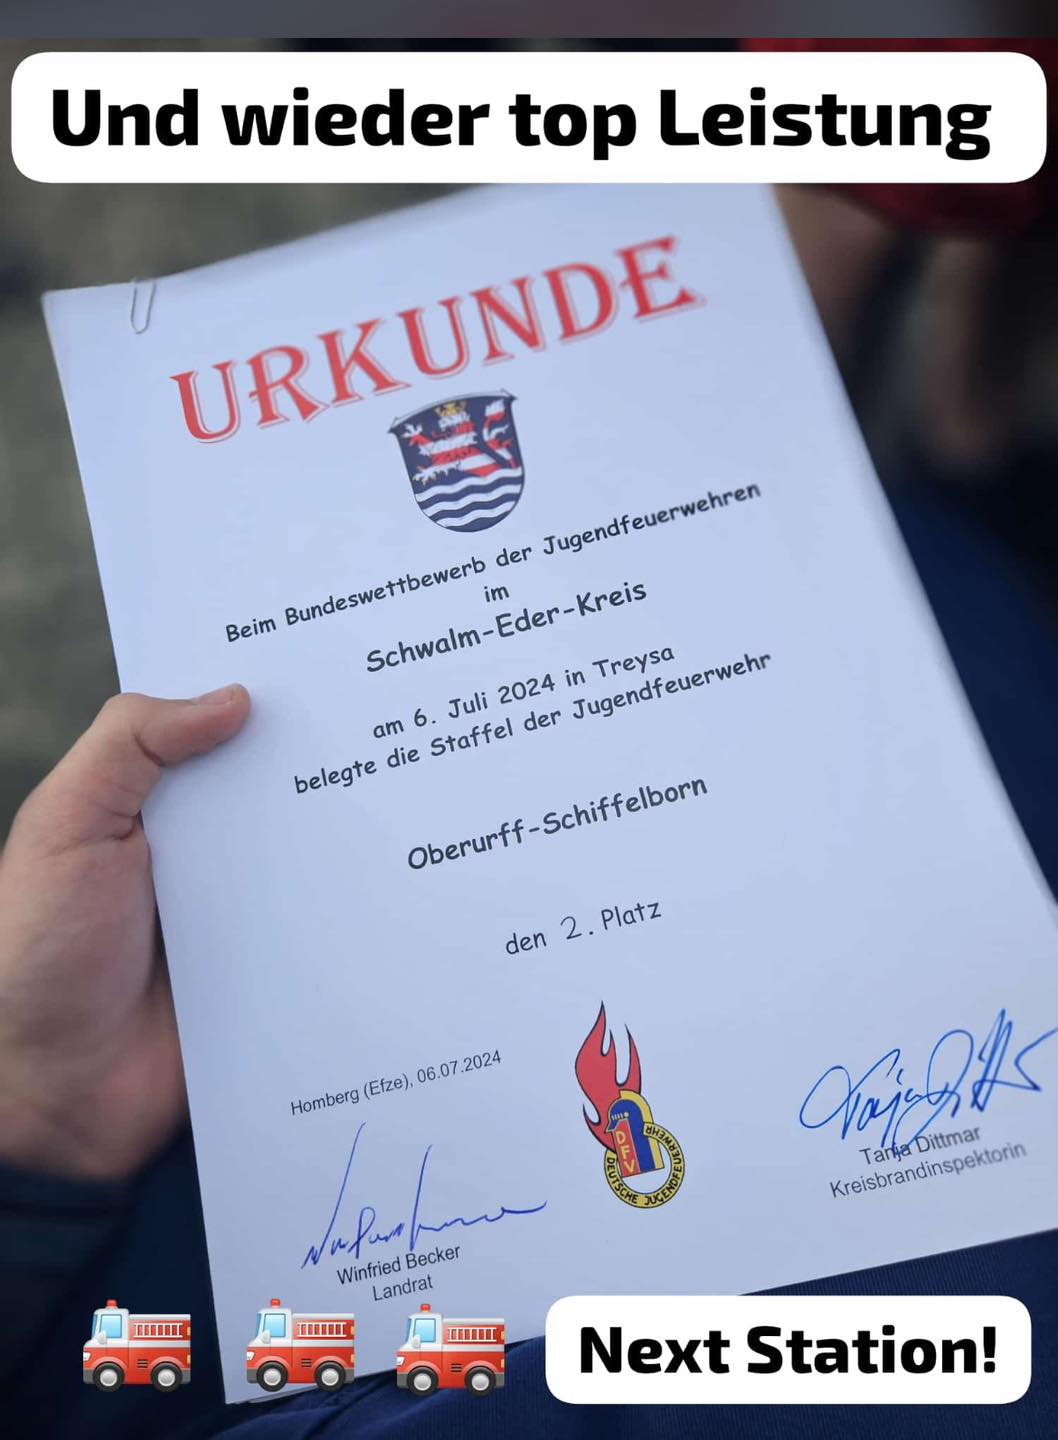 Und wieder top Leistung
URKUNDE
Beim Bundeswettbewerb der Jugendfeuerwehren
im
Schwalm-Eder-Kreis
am 6. Juli 2024 in Treysa
belegte die Staffel der Jugendfeuerwehr
Oberurff-Schiffelborn
den 2. Platz
Homberg (Efze), 06.07.2024
DFV
DEUTSCHE JUGENDFEUERWEHR
Tanja Dittmar
Kreisbrandinspektorin
Winfried Becker
Landrat
Next Station!